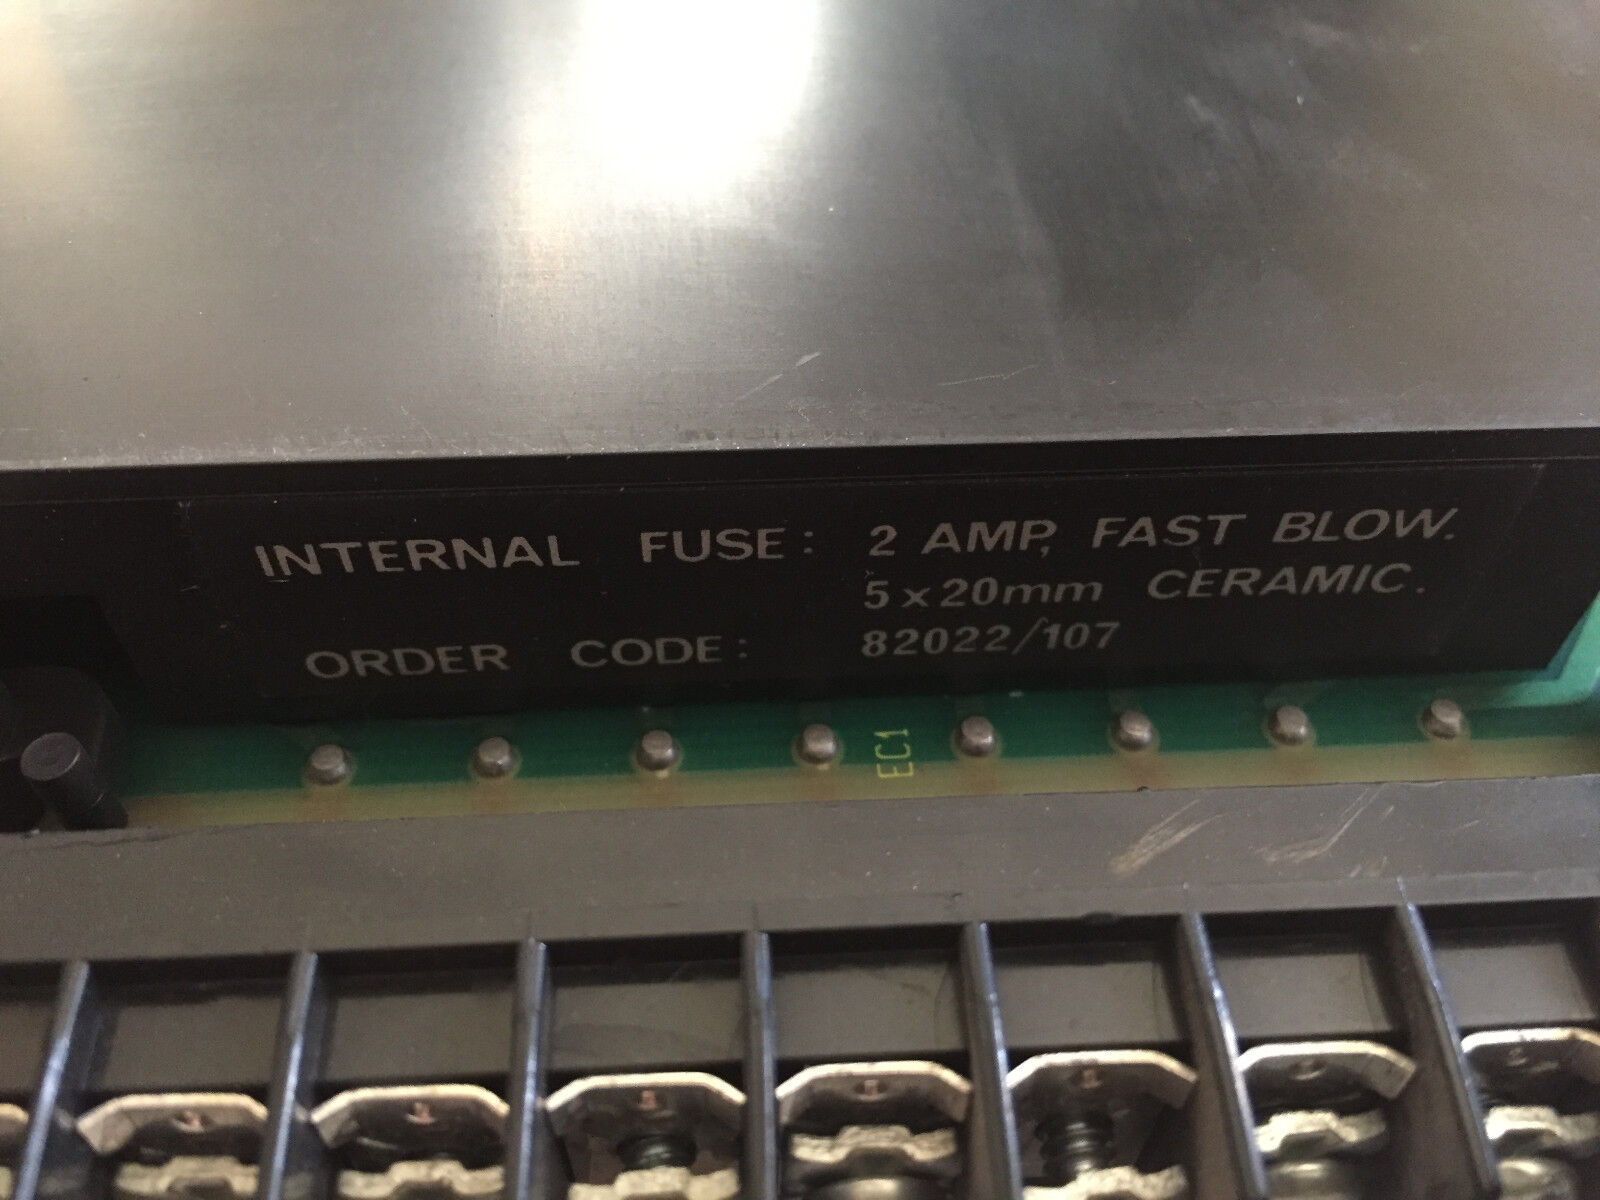 INTERNAL FUSE: 2 AMP, FAST BLOW.
5x20mm CERAMIC.
ORDER CODE: 82022/107
EC1